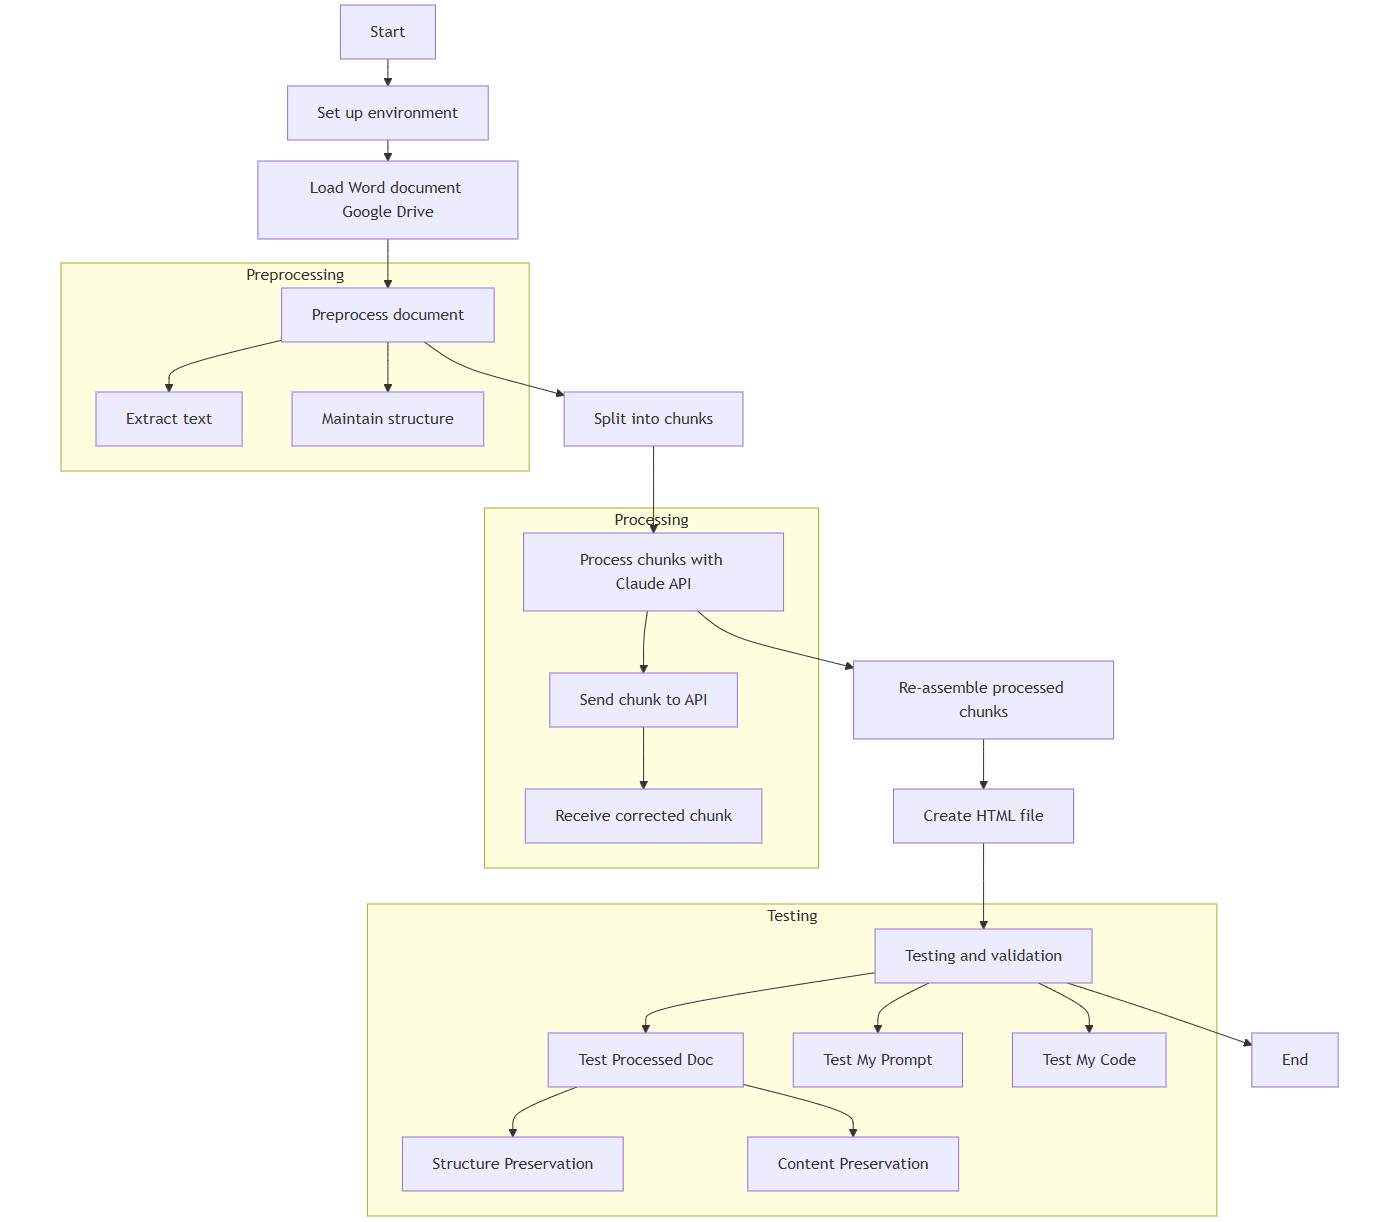 Start
Set up environment
Load Word document
Google Drive
Preprocessing
Preprocess document
Extract text
Maintain structure
Split into chunks
Processing
Process chunks with
Claude API
Send chunk to API
Re-assemble processed
chunks
Receive corrected chunk
Create HTML file
Testing
Testing and validation
Test Processed Doc
Test My Prompt
Test My Code
End
Structure Preservation
Content Preservation